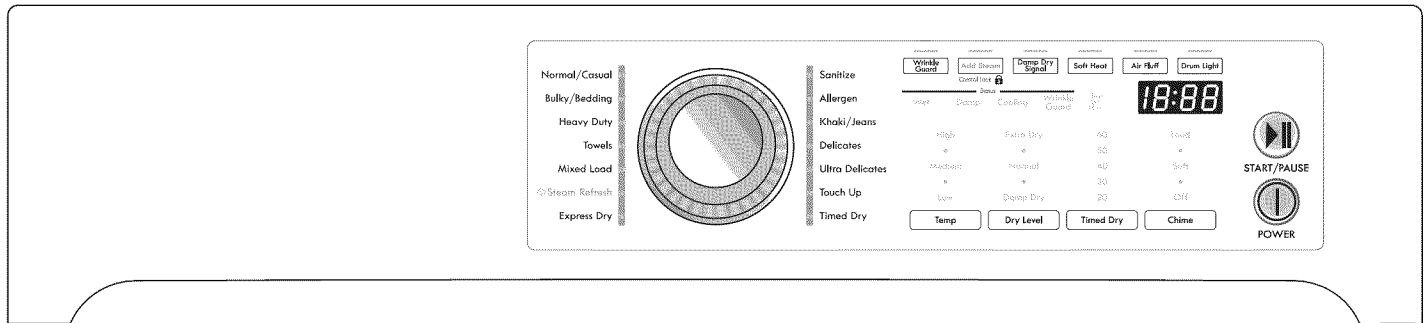 Normal/Casual
Bulky/Bedding
Heavy Duty
Towels
Mixed Load
Steam Refresh
Express Dry
Sanitize
Allergen
Khaki/Jeans
Delicates
Ultra Delicates
Touch Up
Timed Dry
Wrinkle Guard
Add Steam
Damp Dry Signal
Soft Heat
Air Fluff
Drum Light
Control Lock
Status
Damp
Cooling
Wrinkle Guard
18:88
High
Extra Dry
60
Loud
50
Medium
Normal
40
Soft
30
Low
Damp Dry
20
Off
Temp
Dry Level
Timed Dry
Chime
START/PAUSE
POWER